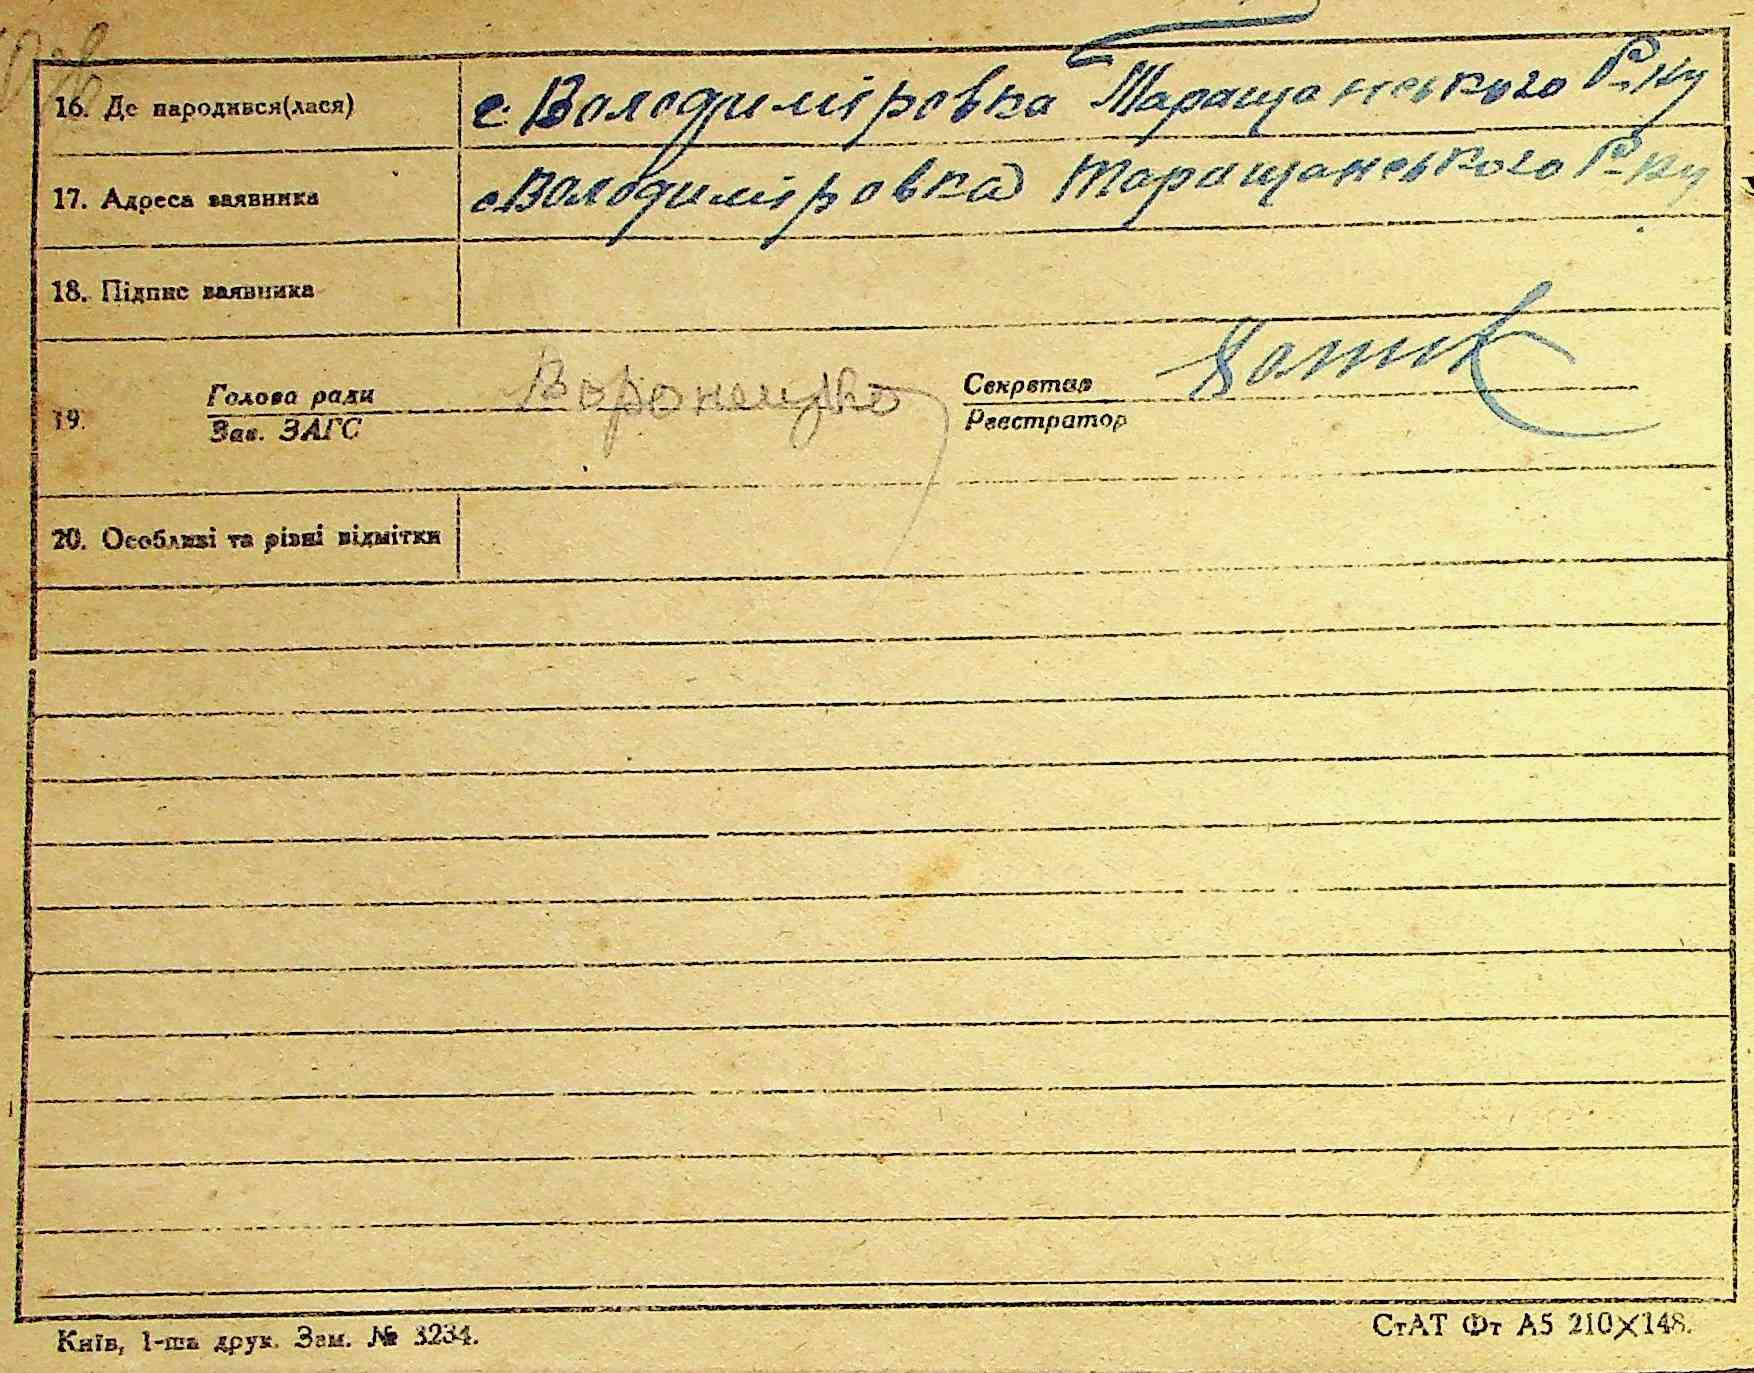 16. Де народився(лася) с. Володиміровка Таращанського Р-ну
17. Адреса заявника с. Володимировка Таращанського Р-ну
18. Підпис заявника
19. Голова ради
Зав. ЗАГС
Секретар
Реєстратор
20. Особливі та різні відмітки
Київ, 1-ша друк. Зам. № 3234.
СтАТ Фт А5 210×148.